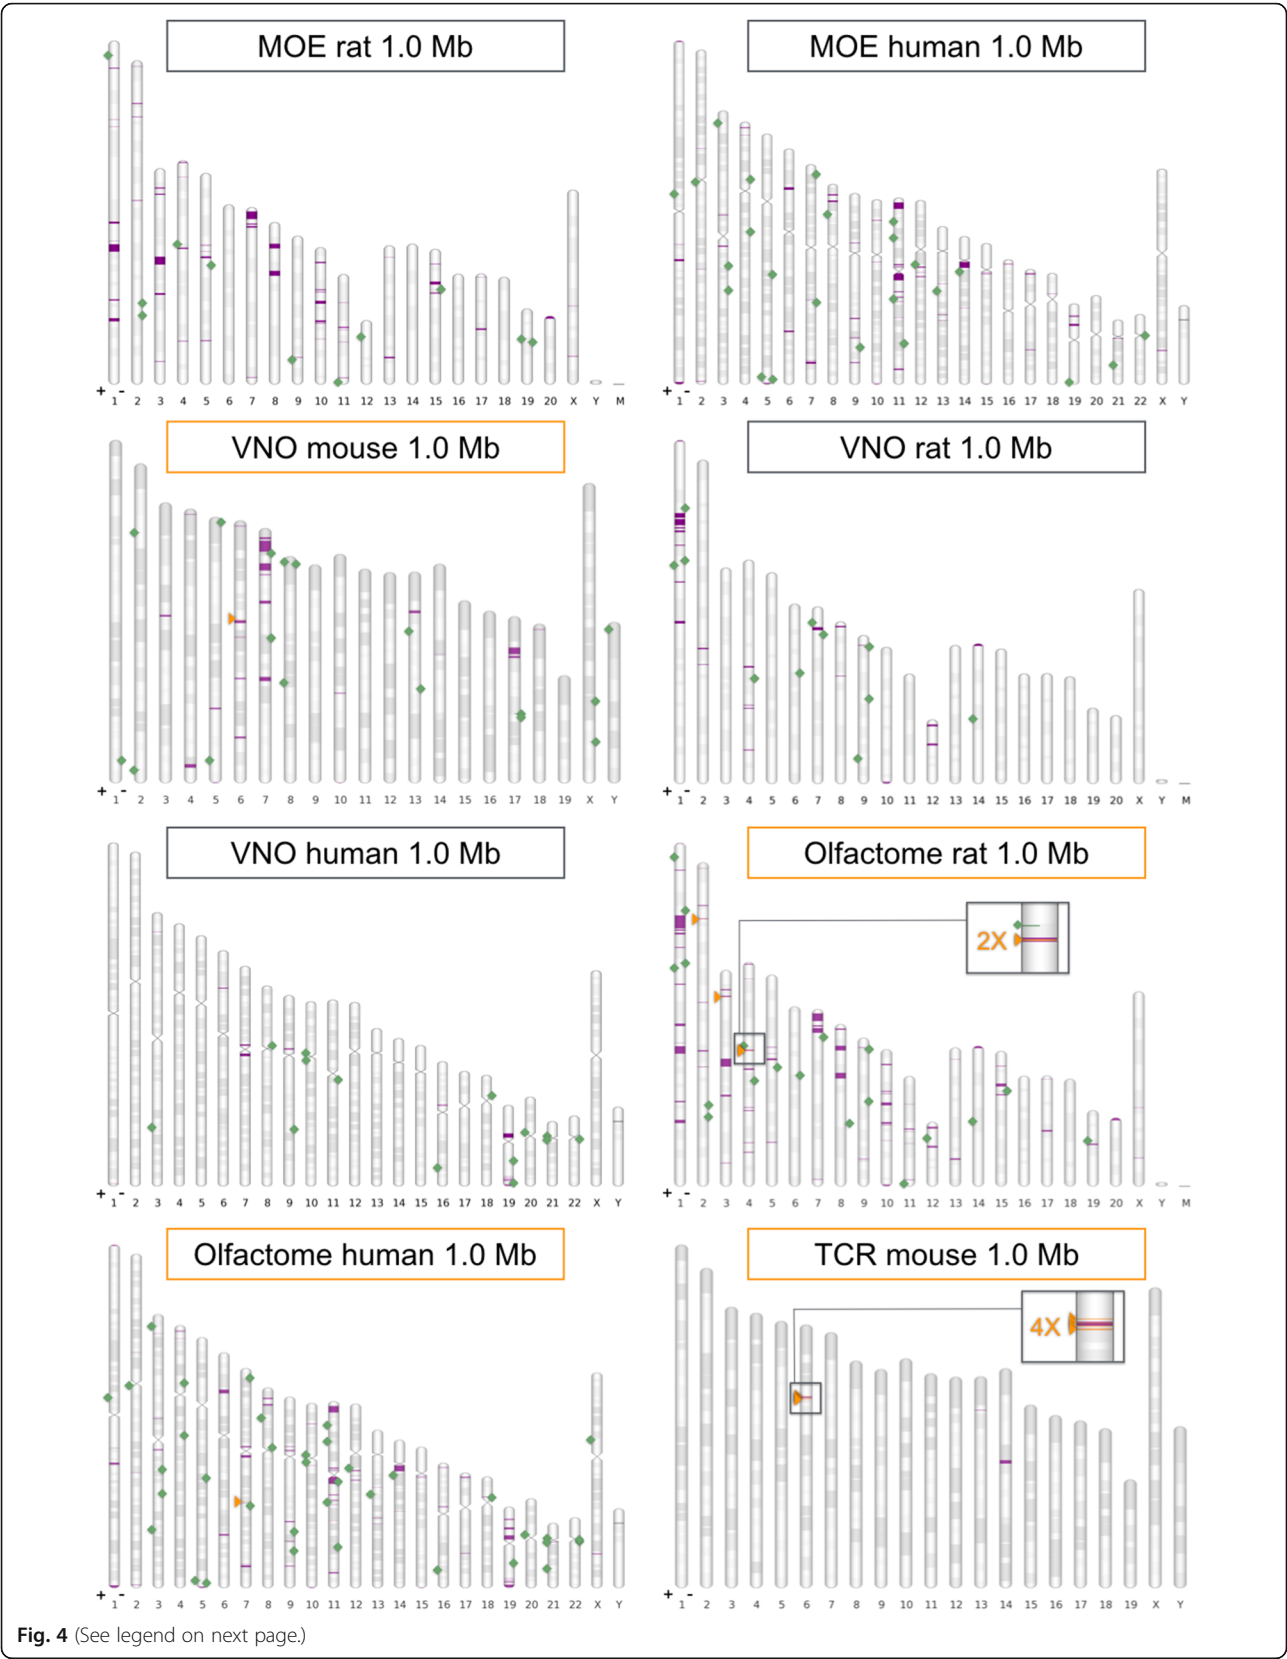 MOE rat 1.0 Mb
+ - 1 2 3 4 5 6 7 8 9 10 11 12 13 14 15 16 17 18 19 20 X Y M
MOE human 1.0 Mb
+ - 1 2 3 4 5 6 7 8 9 10 11 12 13 14 15 16 17 18 19 20 21 22 X Y
VNO mouse 1.0 Mb
+ - 1 2 3 4 5 6 7 8 9 10 11 12 13 14 15 16 17 18 19 X Y
VNO rat 1.0 Mb
+ - 1 2 3 4 5 6 7 8 9 10 11 12 13 14 15 16 17 18 19 20 X Y M
VNO human 1.0 Mb
+ - 1 2 3 4 5 6 7 8 9 10 11 12 13 14 15 16 17 18 19 20 21 22 X Y
Olfactome rat 1.0 Mb
2X
+ - 1 2 3 4 5 6 7 8 9 10 11 12 13 14 15 16 17 18 19 20 X Y M
Olfactome human 1.0 Mb
+ - 1 2 3 4 5 6 7 8 9 10 11 12 13 14 15 16 17 18 19 20 21 22 X Y
TCR mouse 1.0 Mb
4X
+ - 1 2 3 4 5 6 7 8 9 10 11 12 13 14 15 16 17 18 19 X Y
Fig. 4 (See legend on next page.)